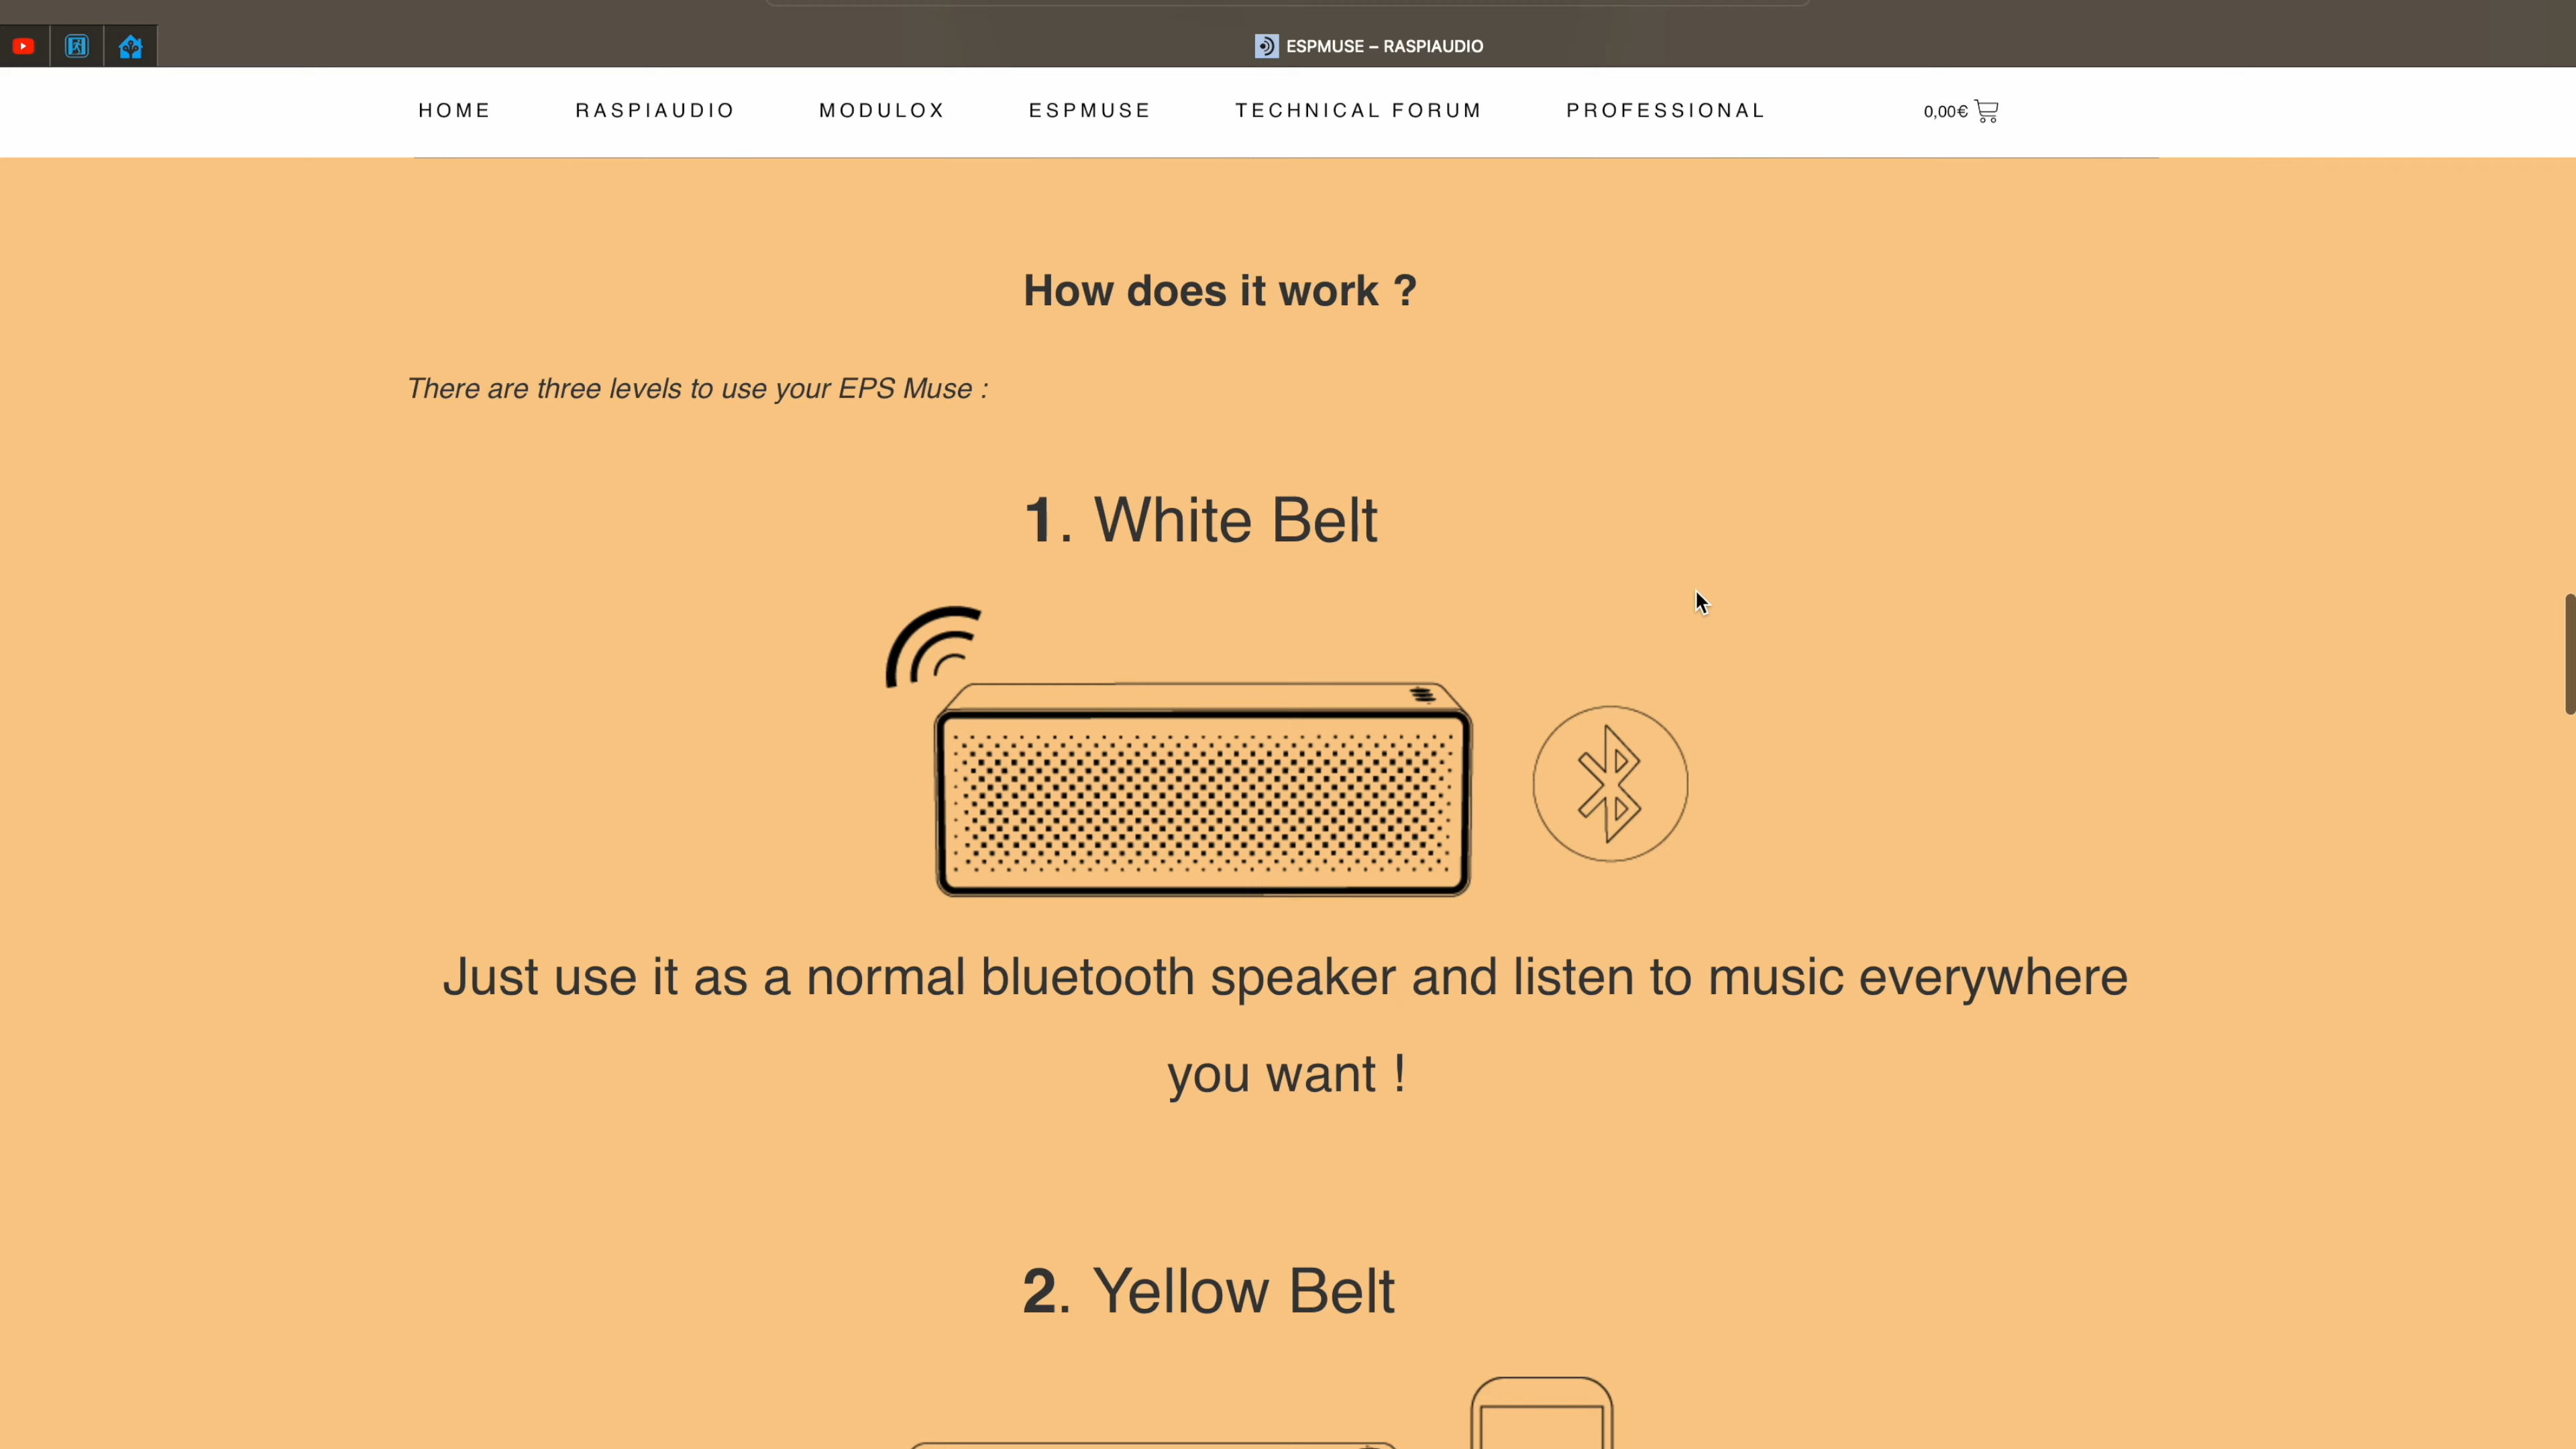 ESPMUSE – RASPIAUDIO
HOME RASPIAUDIO MODULOX ESPMUSE TECHNICAL FORUM PROFESSIONAL 0,00€
How does it work ?
There are three levels to use your EPS Muse :
1. White Belt
Just use it as a normal bluetooth speaker and listen to music everywhere
you want !
2. Yellow Belt